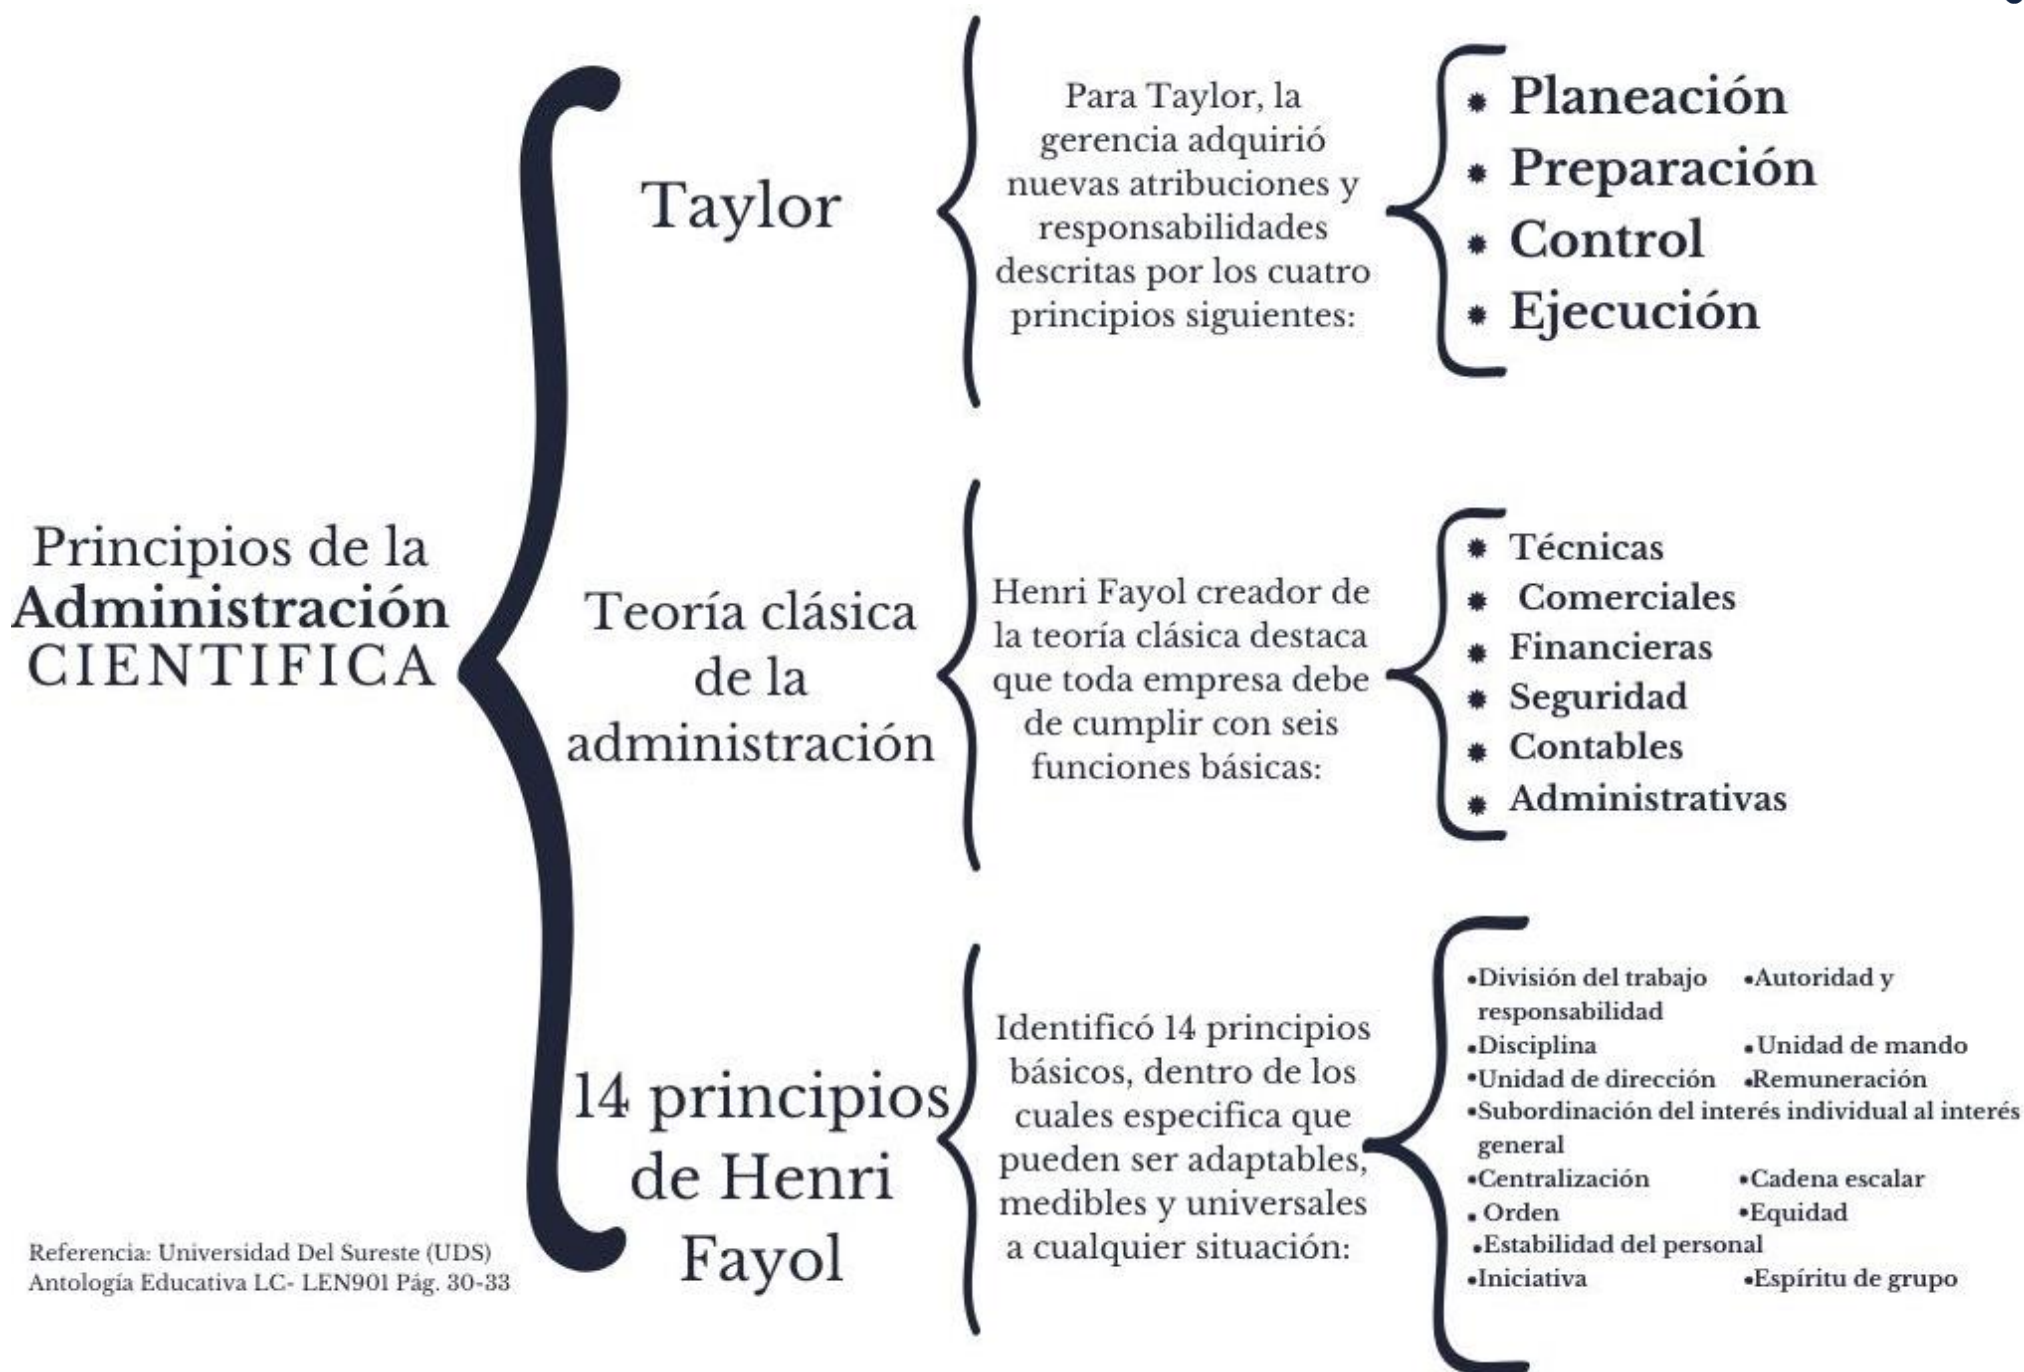 Principios de la
Administración
CIENTIFICA
Taylor
Para Taylor, la
gerencia adquirió
nuevas atribuciones y
responsabilidades
descritas por los cuatro
principios siguientes:
Planeación
Preparación
Control
Ejecución
Teoría clásica
de la
administración
Henri Fayol creador de
la teoría clásica destaca
que toda empresa debe
de cumplir con seis
funciones básicas:
Técnicas
Comerciales
Financieras
Seguridad
Contables
Administrativas
14 principios
de Henri
Fayol
Identificó 14 principios
básicos, dentro de los
cuales especifica que
pueden ser adaptables,
medibles y universales
a cualquier situación:
•División del trabajo •Autoridad y
responsabilidad
•Disciplina •Unidad de mando
•Unidad de dirección •Remuneración
•Subordinación del interés individual al interés
general
•Centralización •Cadena escalar
• Orden •Equidad
•Estabilidad del personal
•Iniciativa •Espíritu de grupo
Referencia: Universidad Del Sureste (UDS)
Antología Educativa LC- LEN901 Pág. 30-33